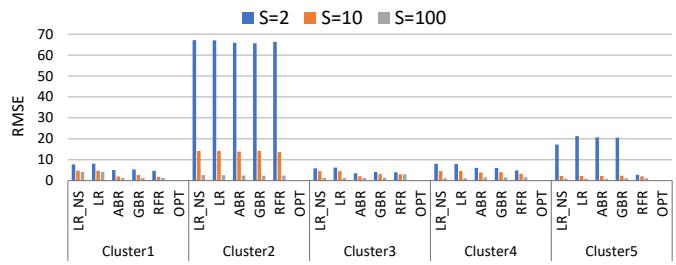 S=2 S=10 S=100
RMSE
70
60
50
40
30
20
10
0
LR_NS LR ABR GBR RFR OPT LR_NS LR ABR GBR RFR OPT LR_NS LR ABR GBR RFR OPT LR_NS LR ABR GBR RFR OPT LR_NS LR ABR GBR RFR OPT
Cluster1 Cluster2 Cluster3 Cluster4 Cluster5